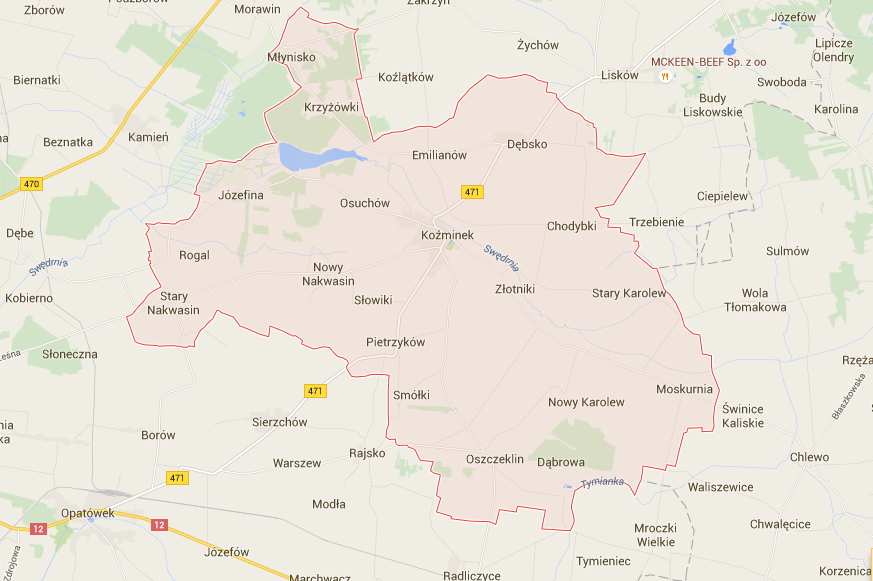 Zborów
Morawin
Józefów
Młynisko
Żychów
Lipicze
Olendry
MCKEEN-BEEF Sp. z oo
Biernatki
Koźlątków
Lisków
Swoboda
Krzyżówki
Budy
Liskowskie
Karolina
Beznatka
Kamień
Dębsko
Emilianów
470
471
Józefina
Osuchów
Ciepielew
Dębe
Koźminek
Chodybki
Trzebienie
Rogal
Swędrnia
Swędrnia
Sulmów
Nowy
Nakwasin
Kobierno
Stary
Nakwasin
Słowiki
Złotniki
Stary Karolew
Wola
Tłomakowa
Pietrzyków
Słoneczna
Moskurnia
471
Smółki
Nowy Karolew
Błaszkowska
Sierzchów
Świnice
Kaliskie
Borów
Rajsko
Warszew
Oszczeklin
Dąbrowa
Chlewo
471
Tymianka
Waliszewice
Modła
Opatówek
12
12
Mroczki
Wielkie
Chwalęcice
Józefów
Tymieniec
Marchwacz
Radliczyce
Korzenica